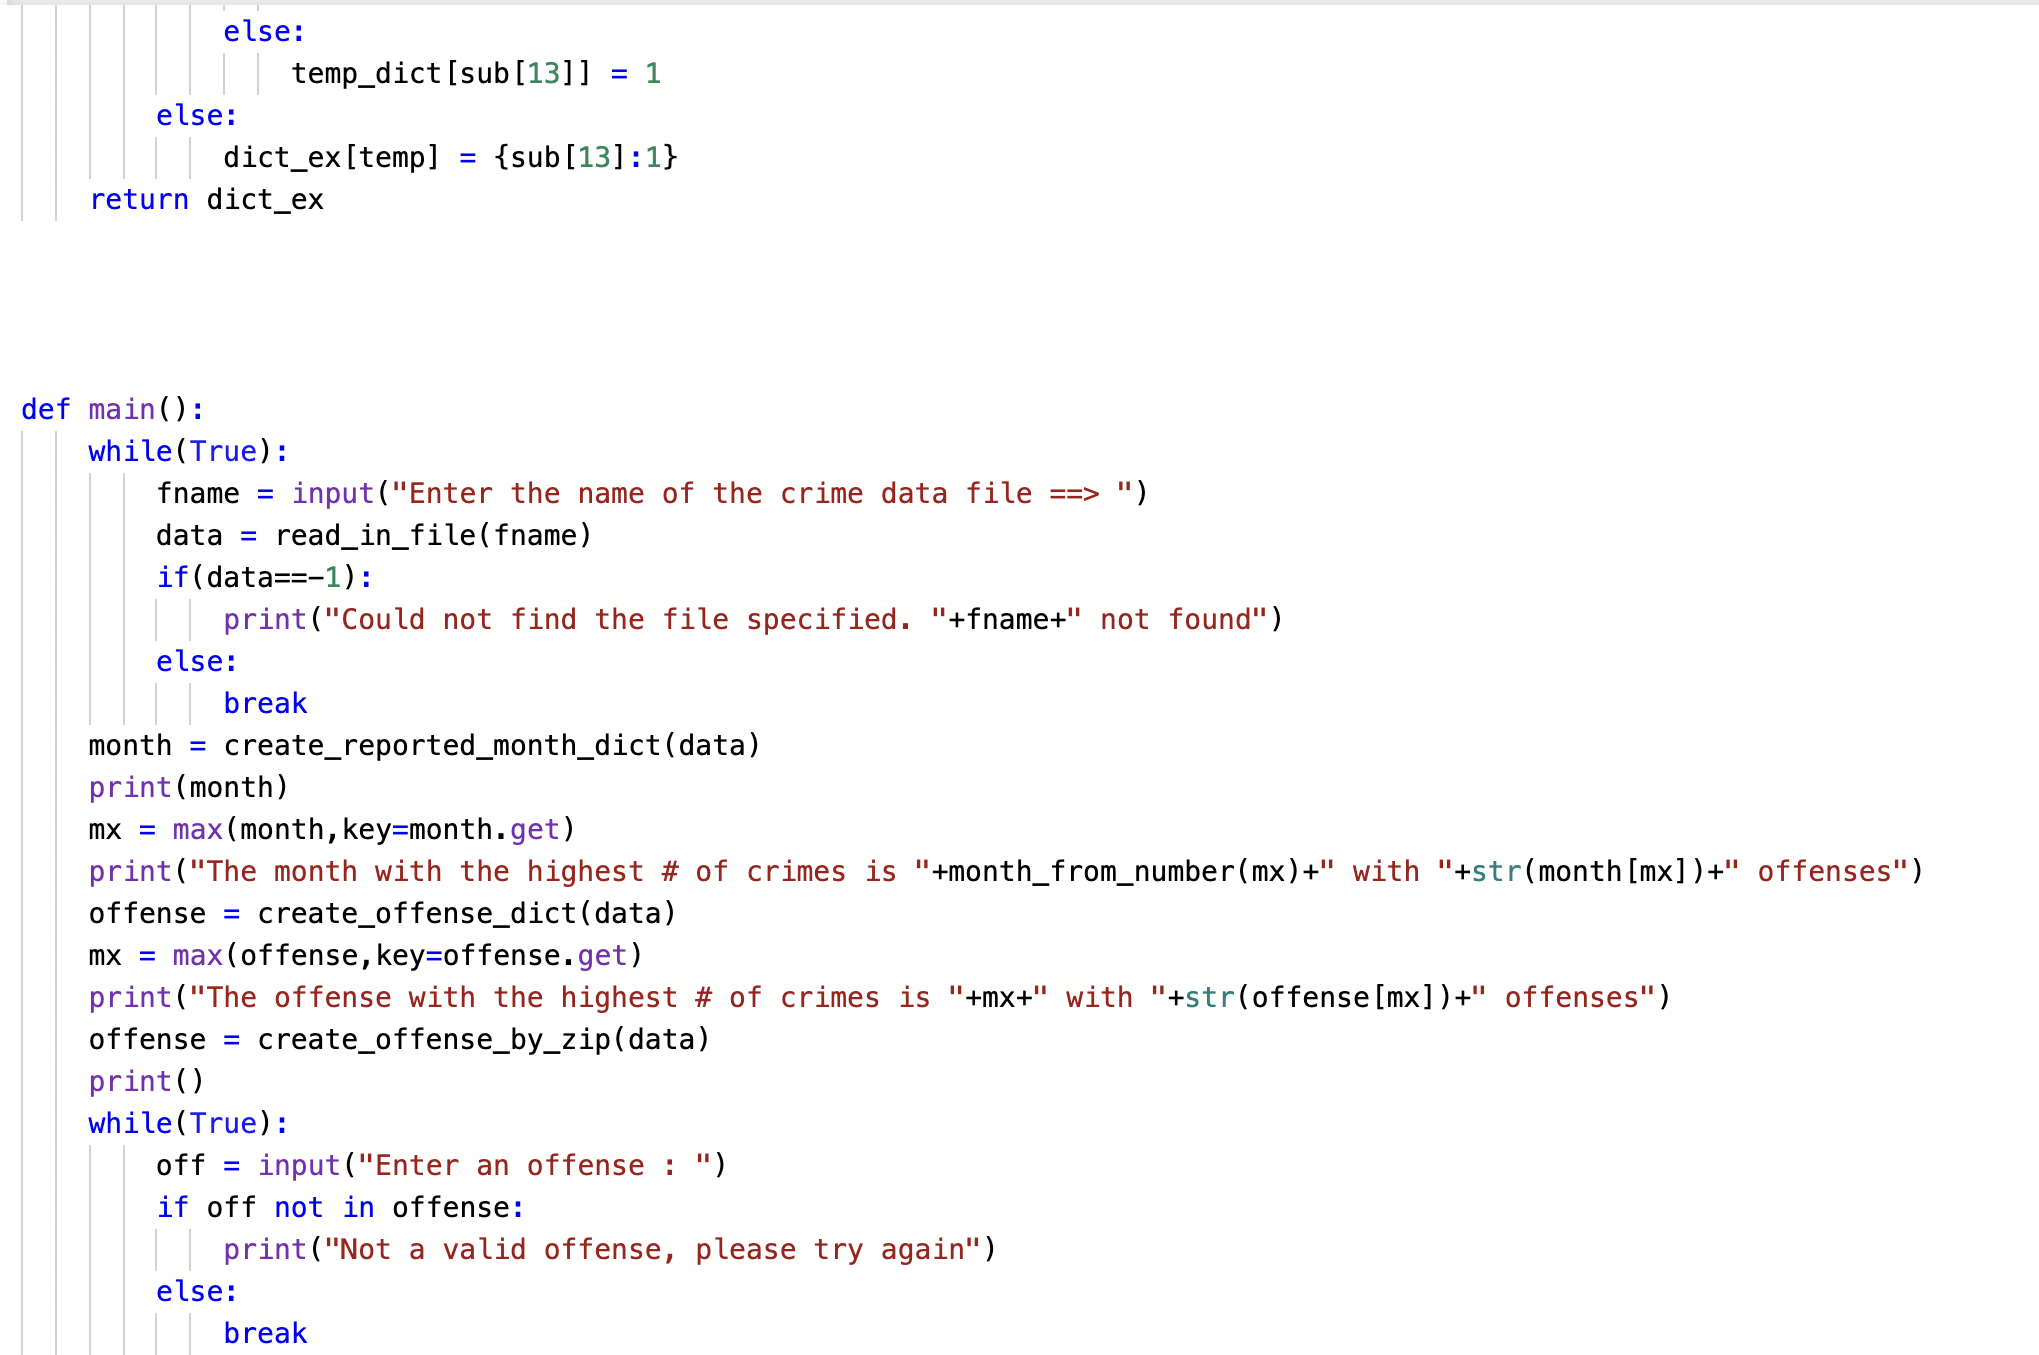 else:
temp_dict[sub[13]] = 1
else:
dict_ex[temp] = {sub[13]:1}
return dict_ex
def main():
while(True):
fname = input("Enter the name of the crime data file ==> ")
data = read_in_file(fname)
if(data==-1):
print("Could not find the file specified. "+fname+" not found")
else:
break
month = create_reported_month_dict(data)
print(month)
mx = max(month,key=month.get)
print("The month with the highest # of crimes is "+month_from_number(mx)+" with "+str(month[mx])+" offenses")
offense = create_offense_dict(data)
mx = max(offense,key=offense.get)
print("The offense with the highest # of crimes is "+mx+" with "+str(offense[mx])+" offenses")
offense = create_offense_by_zip(data)
print()
while(True):
off = input("Enter an offense : ")
if off not in offense:
print("Not a valid offense, please try again")
else:
break